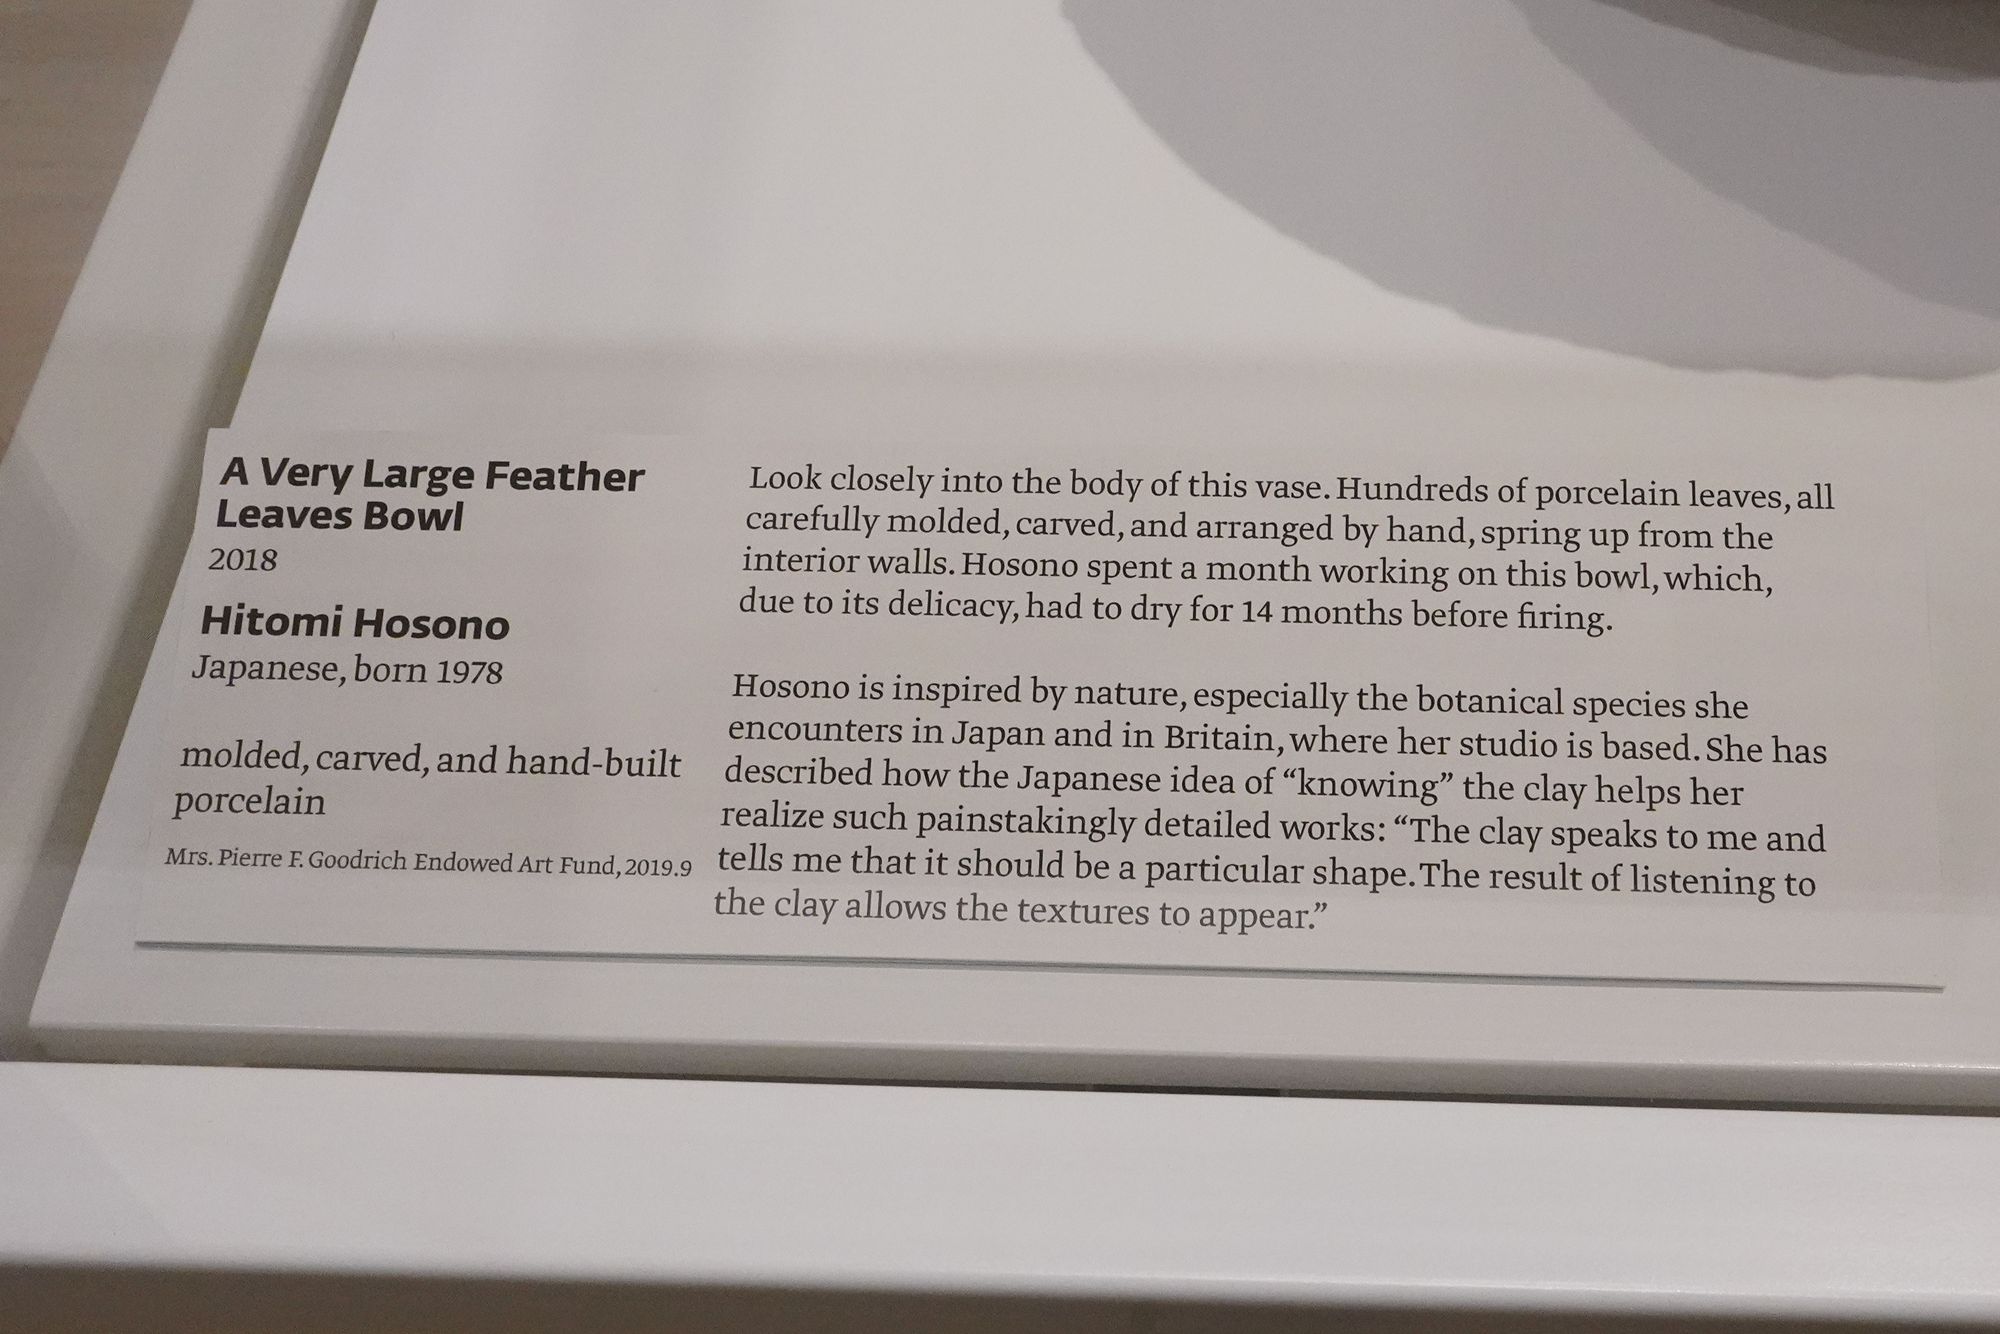 A Very Large Feather
Leaves Bowl
2018
Hitomi Hosono
Japanese, born 1978
molded, carved, and hand-built
porcelain
Mrs. Pierre F. Goodrich Endowed Art Fund, 2019.9
Look closely into the body of this vase. Hundreds of porcelain leaves, all
carefully molded, carved, and arranged by hand, spring up from the
interior walls. Hosono spent a month working on this bowl, which,
due to its delicacy, had to dry for 14 months before firing.
Hosono is inspired by nature, especially the botanical species she
encounters in Japan and in Britain, where her studio is based. She has
described how the Japanese idea of “knowing” the clay helps her
realize such painstakingly detailed works: “The clay speaks to me and
tells me that it should be a particular shape. The result of listening to
the clay allows the textures to appear.”